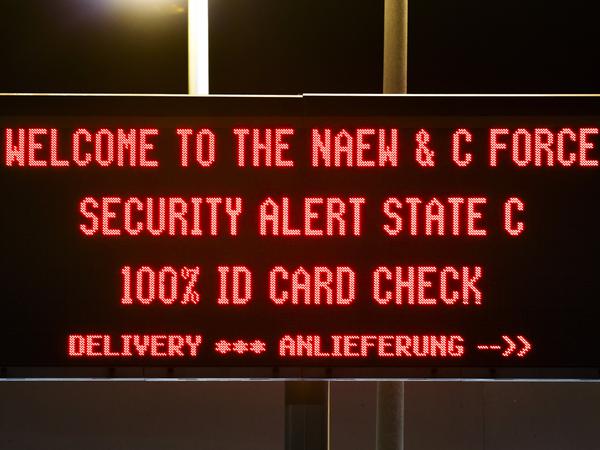 WELCOME TO THE NAEW & C FORCE
SECURITY ALERT STATE C
100% ID CARD CHECK
DELIVERY *** ANLIEFERUNG -->>